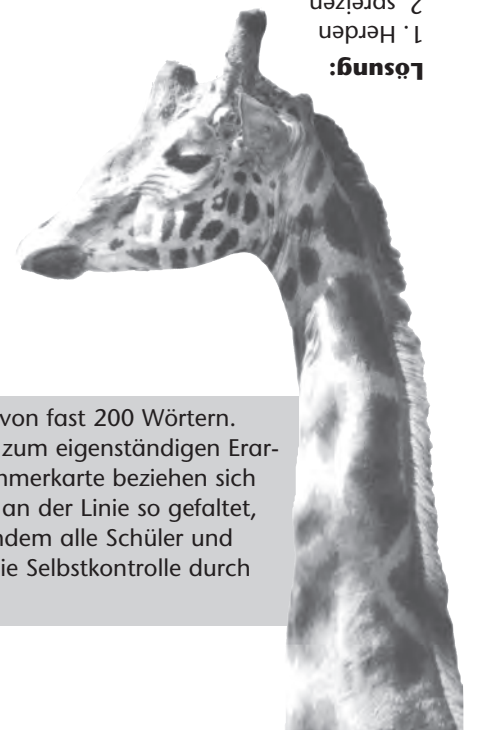 Lösung:
1. Herden
2. spreizen
von fast 200 Wörtern.
zum eigenständigen Erar-
nmerkarte beziehen sich
an der Linie so gefaltet,
ndem alle Schüler und
ie Selbstkontrolle durch